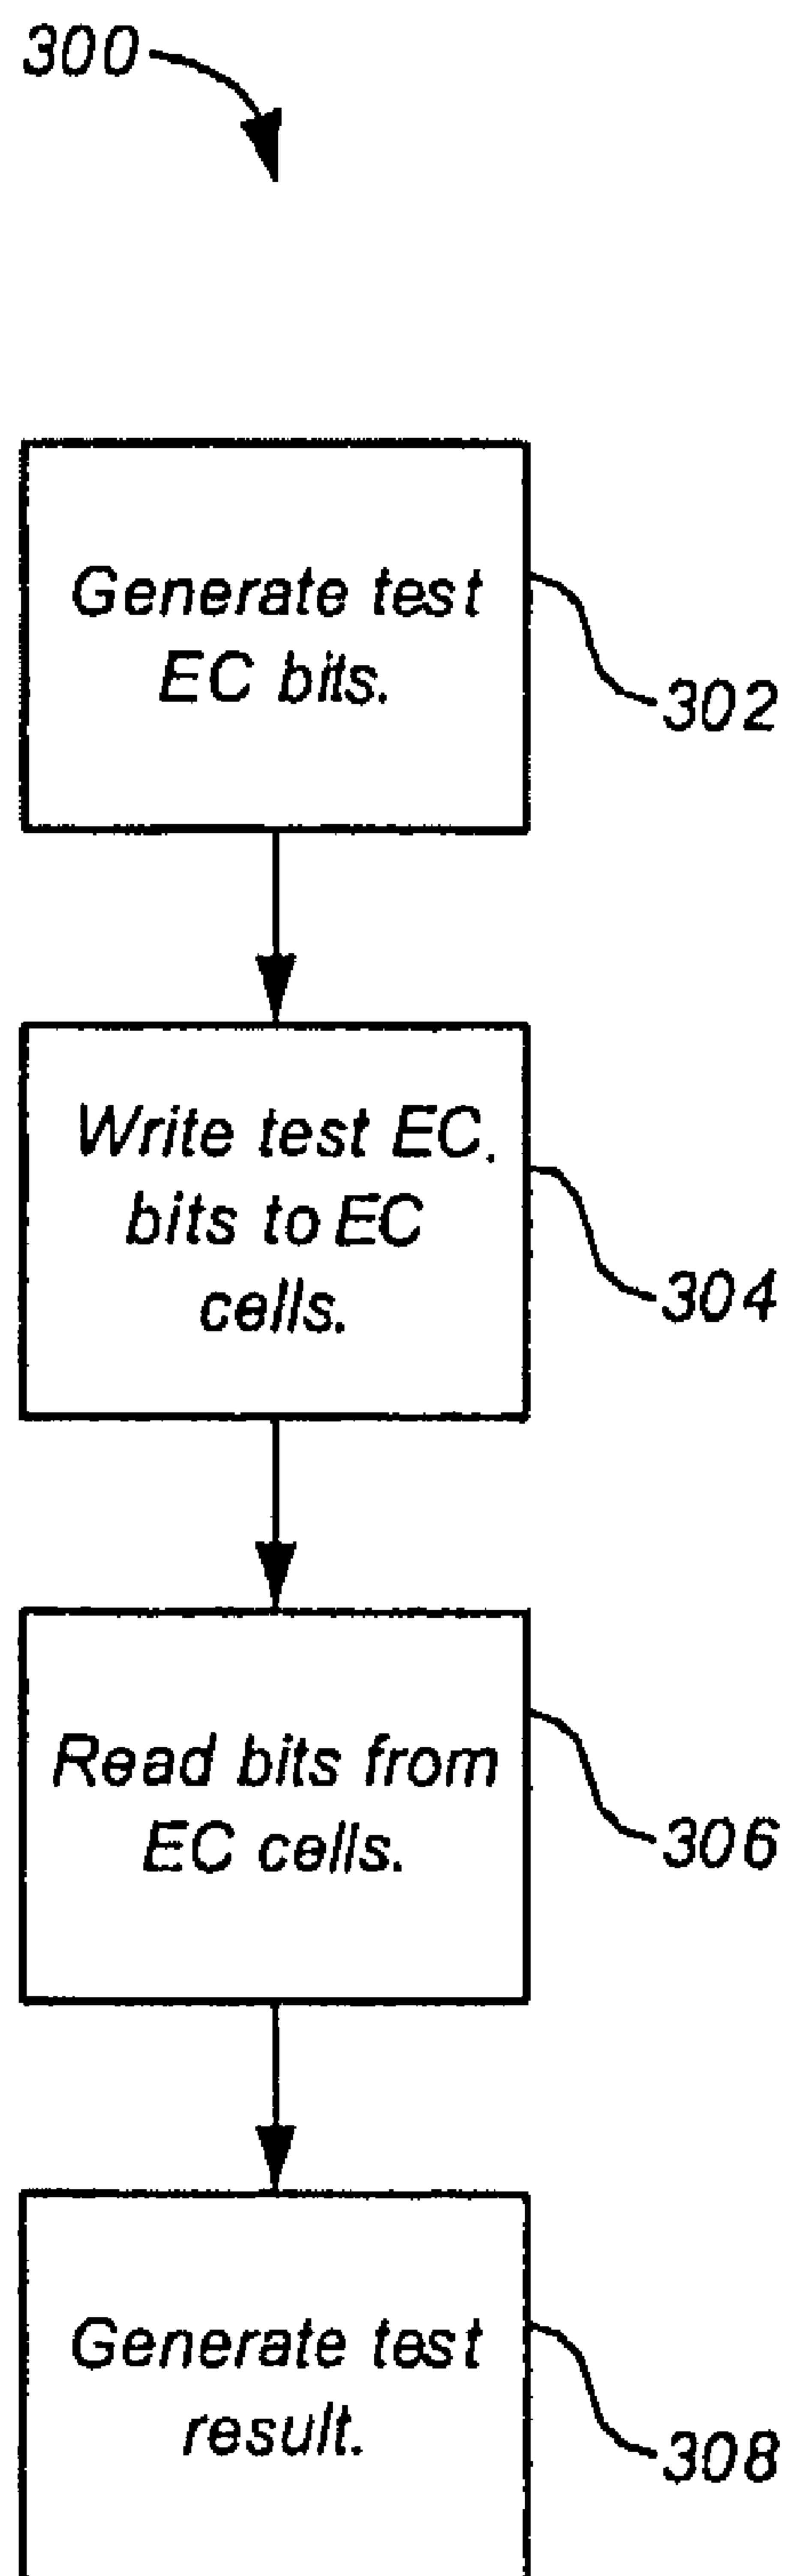 300
Generate test
EC bits.
302
Write test EC.
bits to EC
cells.
304
Read bits from
EC cells.
306
Generate test
result.
308